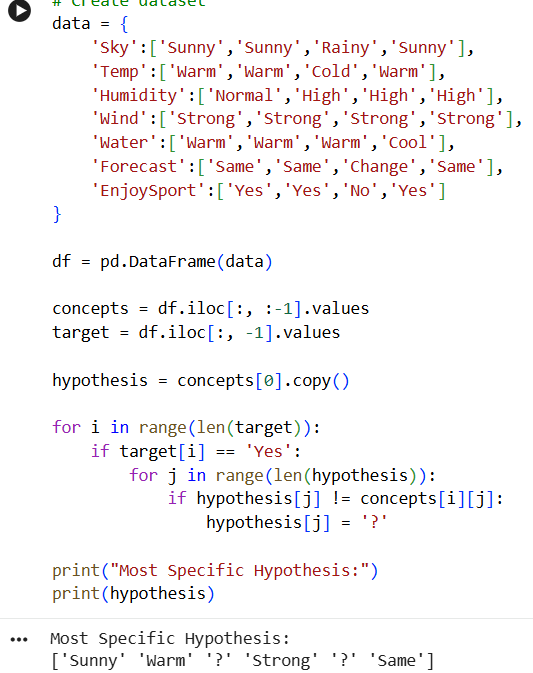 # Create dataset
data = {
    'Sky':['Sunny','Sunny','Rainy','Sunny'],
    'Temp':['Warm','Warm','Cold','Warm'],
    'Humidity':['Normal','High','High','High'],
    'Wind':['Strong','Strong','Strong','Strong'],
    'Water':['Warm','Warm','Warm','Cool'],
    'Forecast':['Same','Same','Change','Same'],
    'EnjoySport':['Yes','Yes','No','Yes']
}

df = pd.DataFrame(data)

concepts = df.iloc[:, :-1].values
target = df.iloc[:, -1].values

hypothesis = concepts[0].copy()

for i in range(len(target)):
    if target[i] == 'Yes':
        for j in range(len(hypothesis)):
            if hypothesis[j] != concepts[i][j]:
                hypothesis[j] = '?'

print("Most Specific Hypothesis:")
print(hypothesis)

Most Specific Hypothesis:
['Sunny' 'Warm' '?' 'Strong' '?' 'Same']